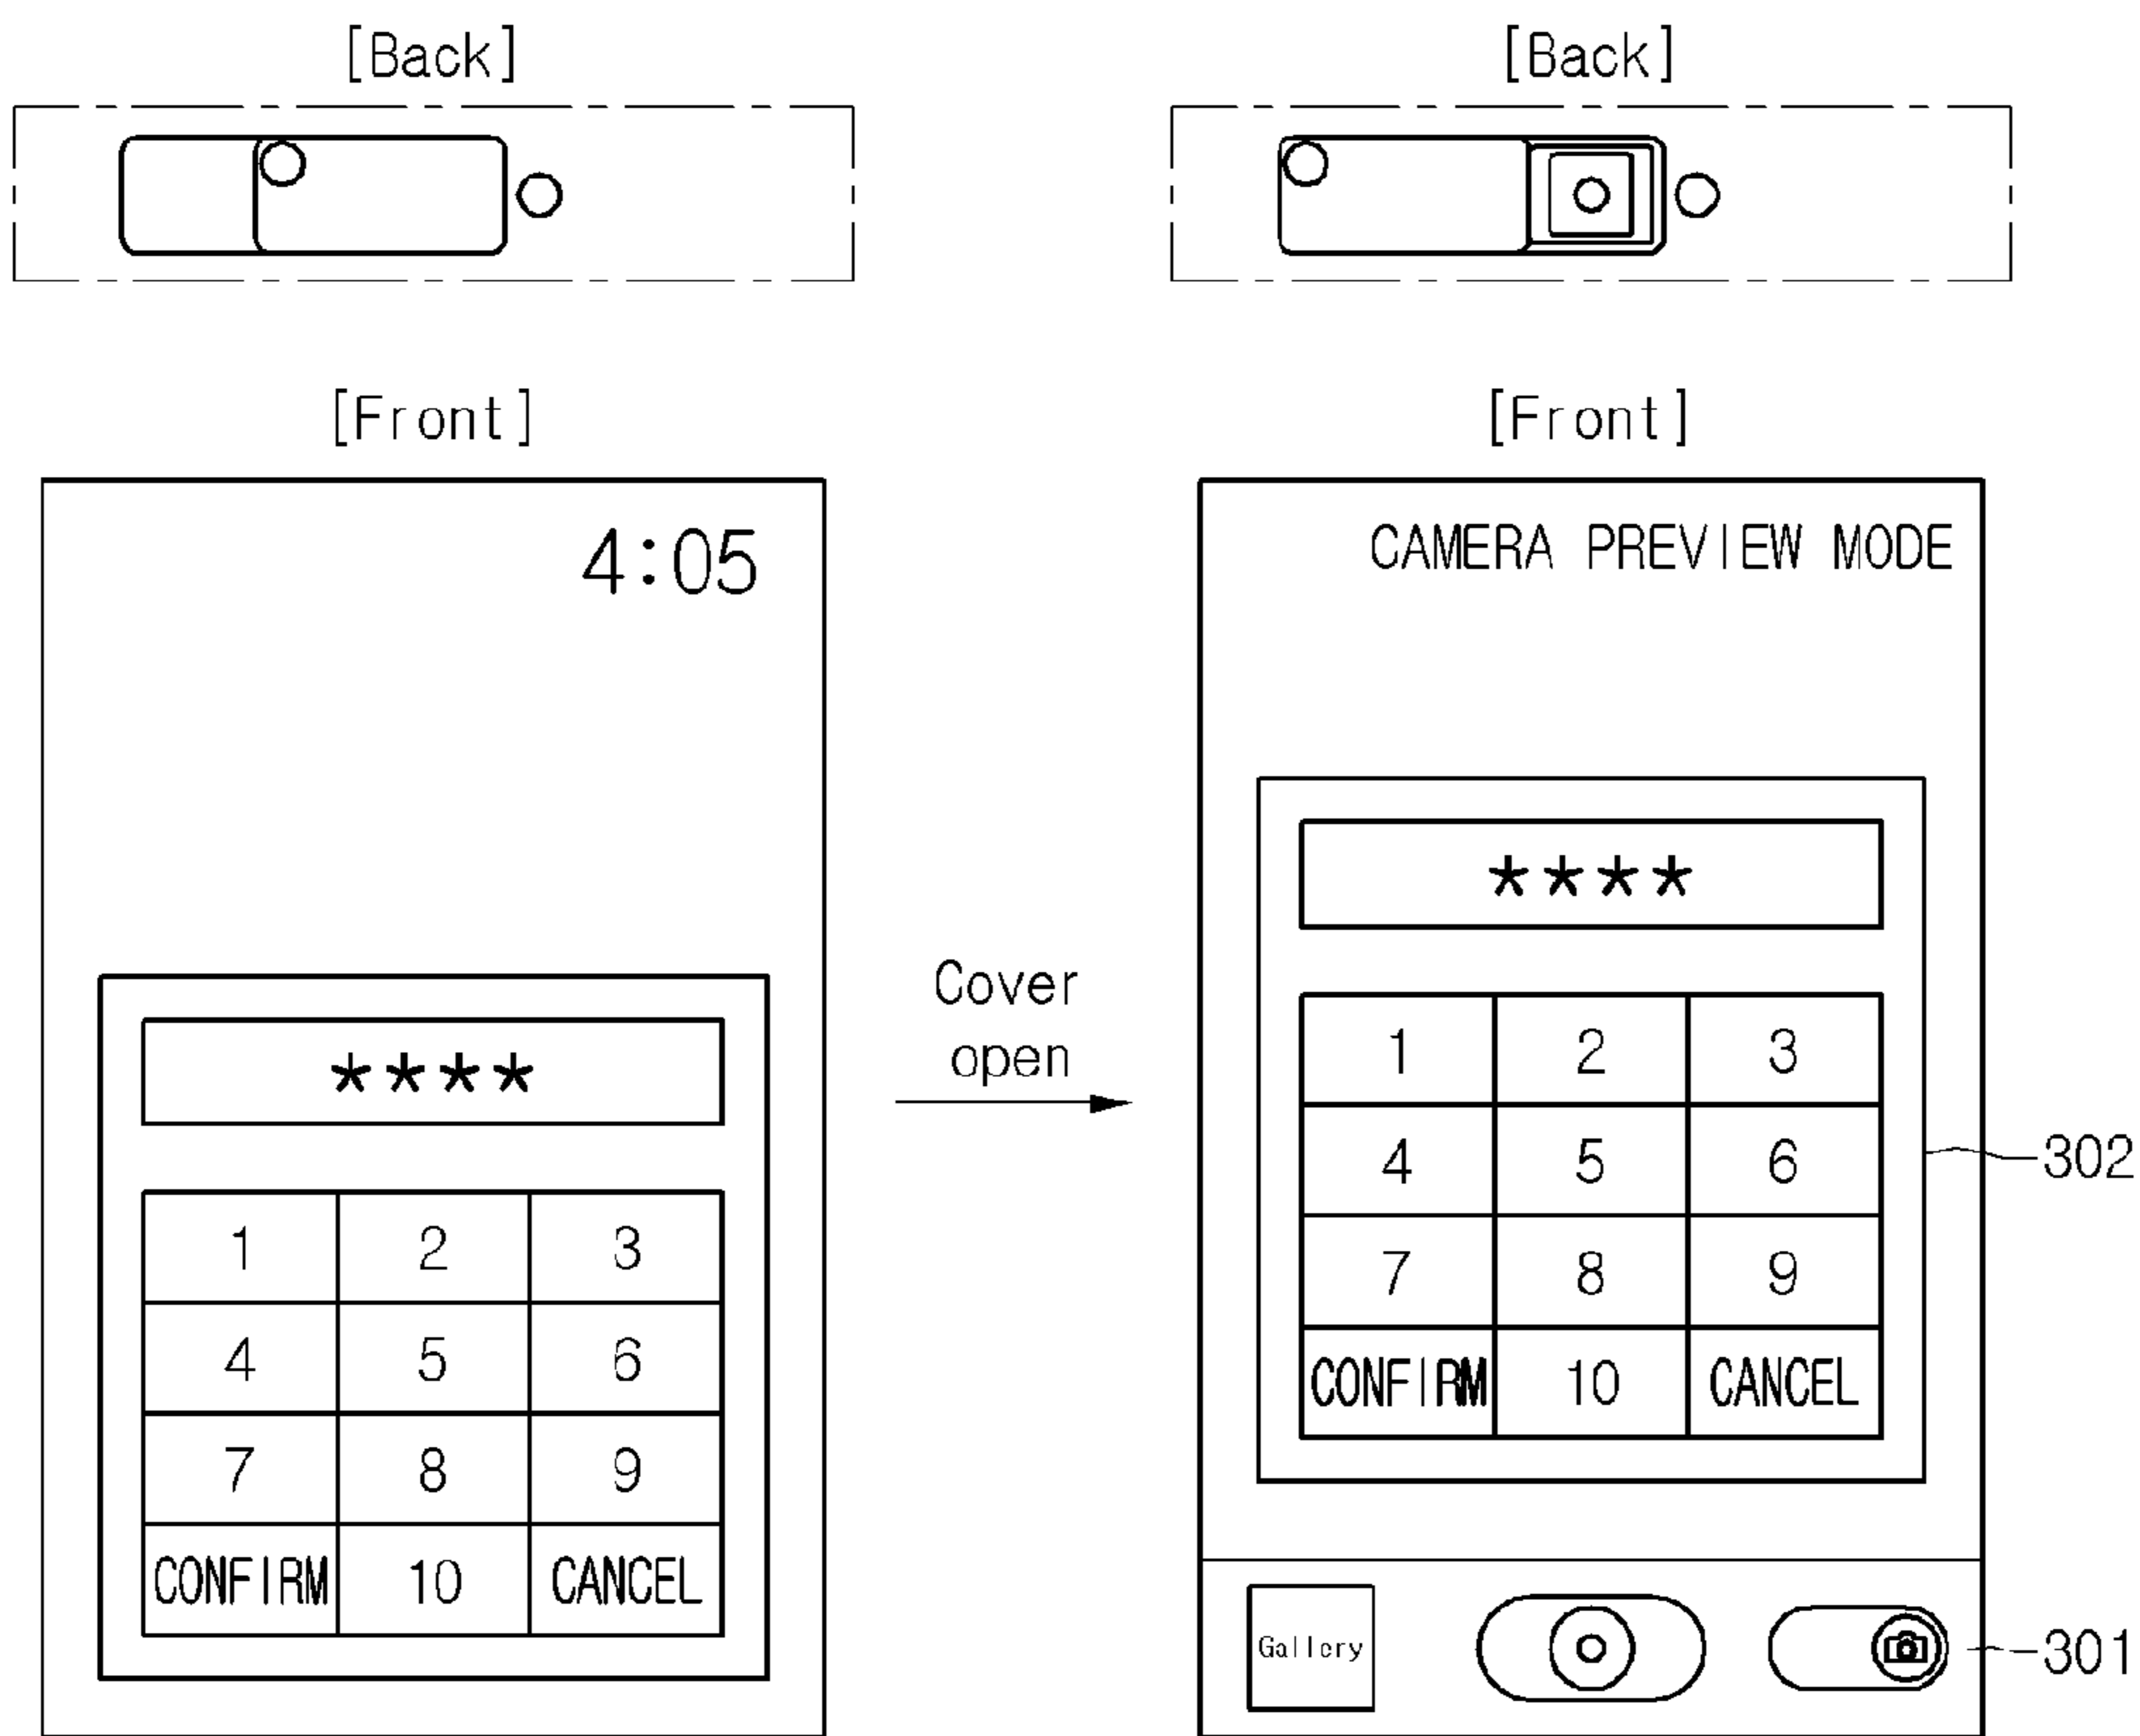 [Back]
[Front]
4:05
****
1 2 3
4 5 6
7 8 9
CONFIRM 10 CANCEL
Cover
open
[Back]
[Front]
CAMERA PREVIEW MODE
****
1 2 3
4 5 6
7 8 9
CONFIRM 10 CANCEL
302
Gallery
301